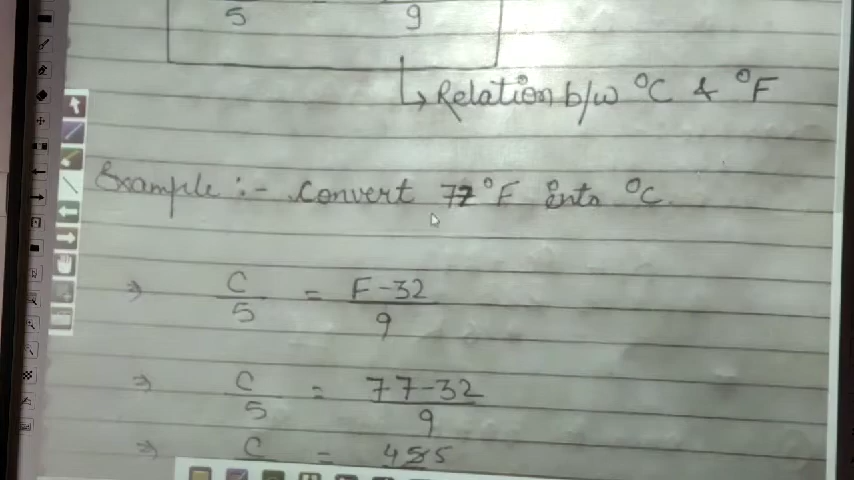 5 9
↳ Relation b/w °C & °F
Example :- Convert 77°F into °C.
⇒ C/5 = F-32/9
⇒ C/5 = 77-32/9
⇒ C = 45